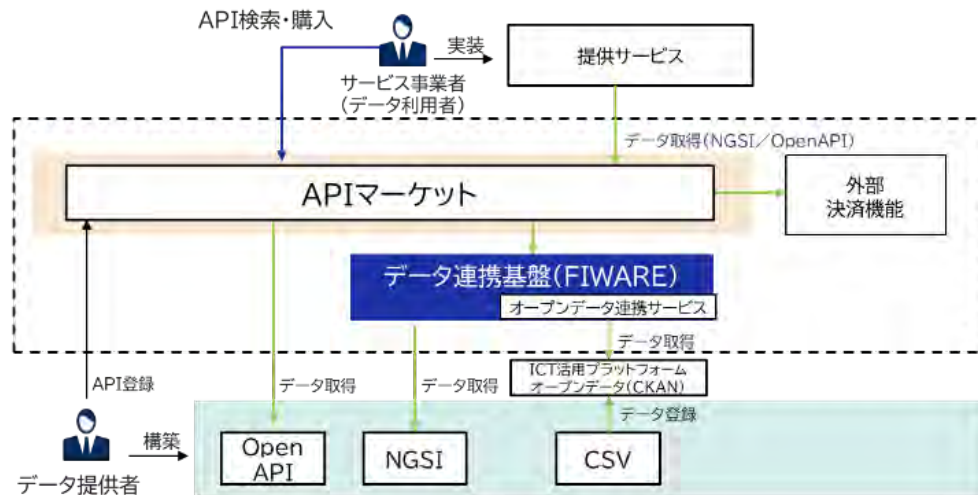 API検索・購入
実装
サービス事業者
(データ利用者)
提供サービス
データ取得(NGSI/OpenAPI)
APIマーケット
外部
決済機能
データ連携基盤(FIWARE)
オープンデータ連携サービス
データ取得
ICT活用プラットフォーム
オープンデータ(CKAN)
API登録
データ取得
データ取得
データ登録
構築
データ提供者
Open
API
NGSI
CSV